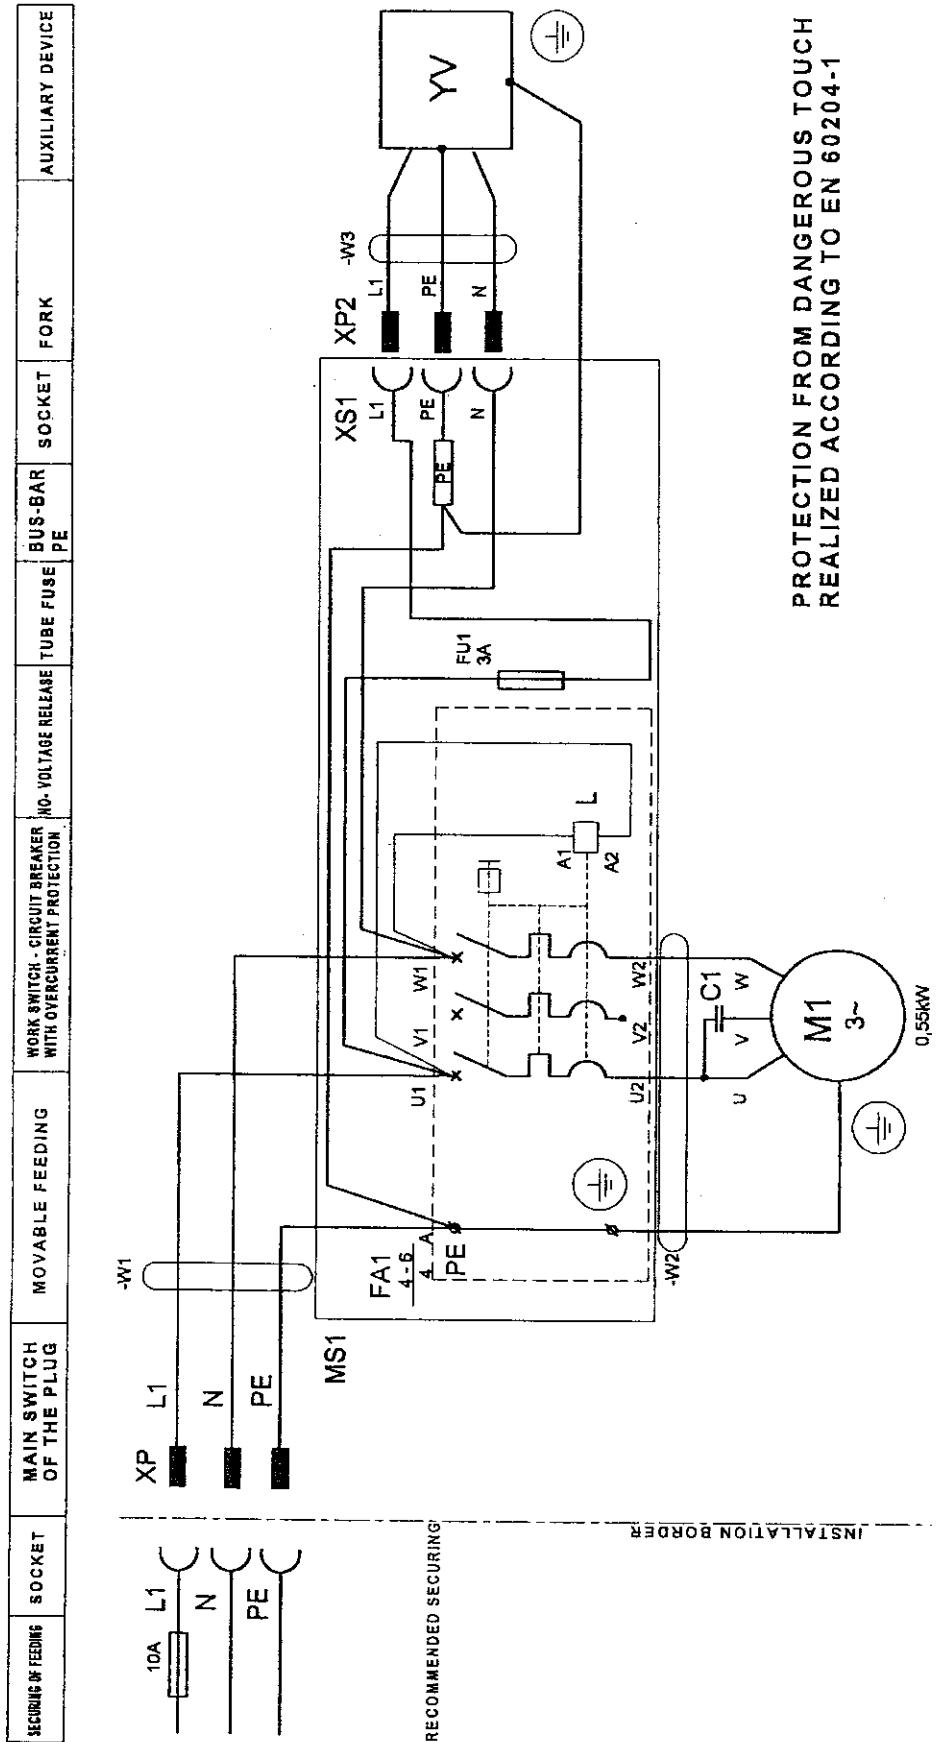 SECURING OF FEEDING
SOCKET
MAIN SWITCH
OF THE PLUG
MOVABLE FEEDING
WORK SWITCH - CIRCUIT BREAKER
WITH OVERCURRENT PROTECTION
NO- VOLTAGE RELEASE
TUBE FUSE
BUS-BAR
PE
SOCKET
FORK
AUXILIARY DEVICE
10A
L1
N
PE
XP
L1
N
PE
-W1
MS1
FA1
4 - 6
4
A
PE
U1
V1
W1
U2
V2
W2
H
A1
A2
L
FU1
3A
XS1
L1
PE
N
PE
XP2
L1
PE
N
-W3
YV
-W2
C1
U
V
W
M1
3~
0,55kW
RECOMMENDED SECURING
INSTALLATION BORDER
PROTECTION FROM DANGEROUS TOUCH
REALIZED ACCORDING TO EN 60204-1